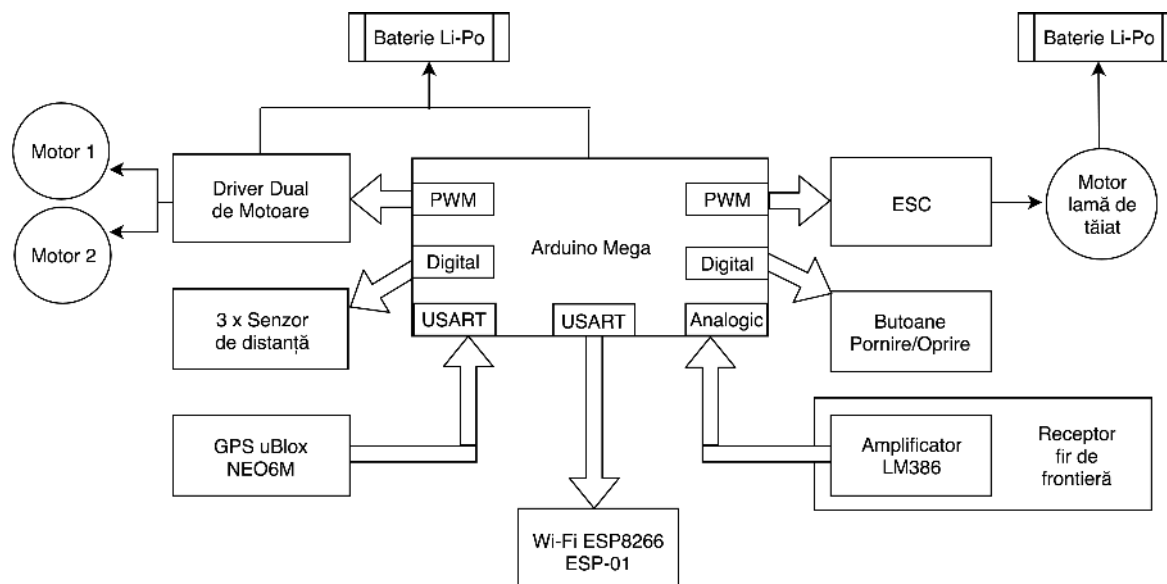 Baterie Li-Po
Baterie Li-Po
Motor 1
Motor 2
Driver Dual
de Motoare
PWM
Digital
USART
Arduino Mega
USART
PWM
Digital
Analogic
ESC
Motor
lamă de
tăiat
3 x Senzor
de distanță
Butoane
Pornire/Oprire
GPS uBlox
NEO6M
Amplificator
LM386
Receptor
fir de
frontieră
Wi-Fi ESP8266
ESP-01